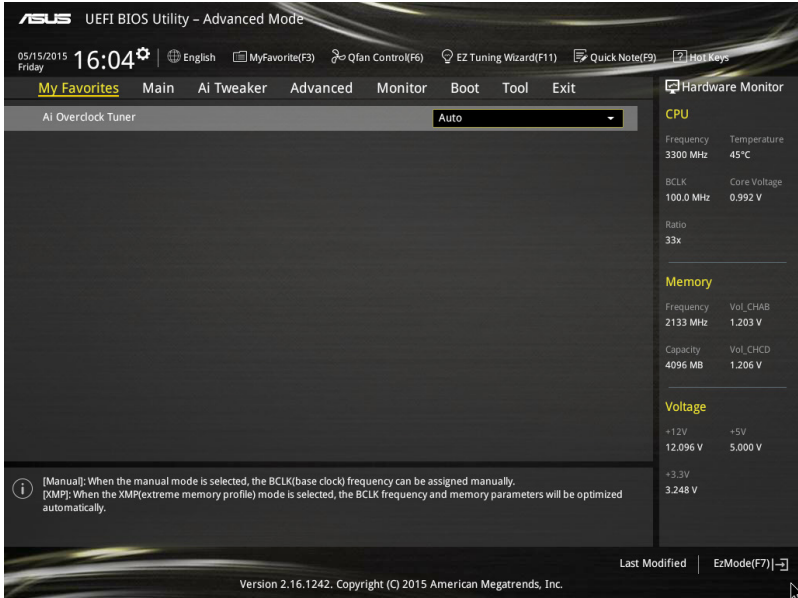 ASUS UEFI BIOS Utility – Advanced Mode
05/15/2015 Friday 16:04 English MyFavorite(F3) Qfan Control(F6) EZ Tuning Wizard(F11) Quick Note(F9) ? Hot Keys
My Favorites Main Ai Tweaker Advanced Monitor Boot Tool Exit
Ai Overclock Tuner Auto
Hardware Monitor
CPU
Frequency Temperature
3300 MHz 45°C
BCLK Core Voltage
100.0 MHz 0.992 V
Ratio
33x
Memory
Frequency Vol_CHAB
2133 MHz 1.203 V
Capacity Vol_CHCD
4096 MB 1.206 V
Voltage
+12V +5V
12.096 V 5.000 V
+3.3V
3.248 V
[Manual]: When the manual mode is selected, the BCLK(base clock) frequency can be assigned manually.
[XMP]: When the XMP(extreme memory profile) mode is selected, the BCLK frequency and memory parameters will be optimized
automatically.
Last Modified EzMode(F7)
Version 2.16.1242. Copyright (C) 2015 American Megatrends, Inc.